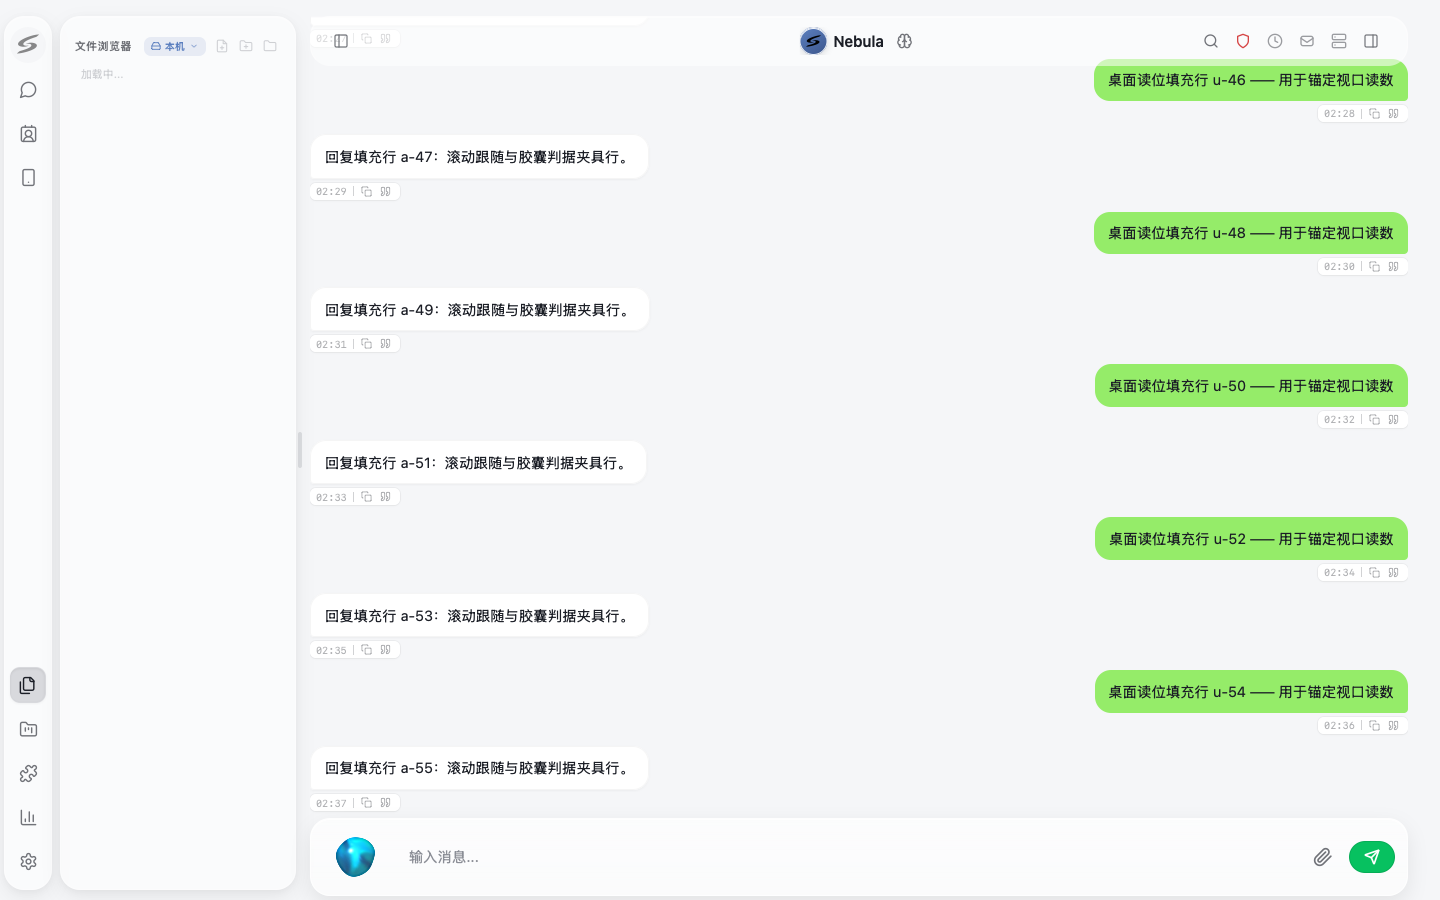 文件浏览器
本机
加载中...
Nebula
桌面读位填充行 u-46 —— 用于锚定视口读数
02:28
回复填充行 a-47：滚动跟随与胶囊判据夹具行。
02:29
桌面读位填充行 u-48 —— 用于锚定视口读数
02:30
回复填充行 a-49：滚动跟随与胶囊判据夹具行。
02:31
桌面读位填充行 u-50 —— 用于锚定视口读数
02:32
回复填充行 a-51：滚动跟随与胶囊判据夹具行。
02:33
桌面读位填充行 u-52 —— 用于锚定视口读数
02:34
回复填充行 a-53：滚动跟随与胶囊判据夹具行。
02:35
桌面读位填充行 u-54 —— 用于锚定视口读数
02:36
回复填充行 a-55：滚动跟随与胶囊判据夹具行。
02:37
输入消息...